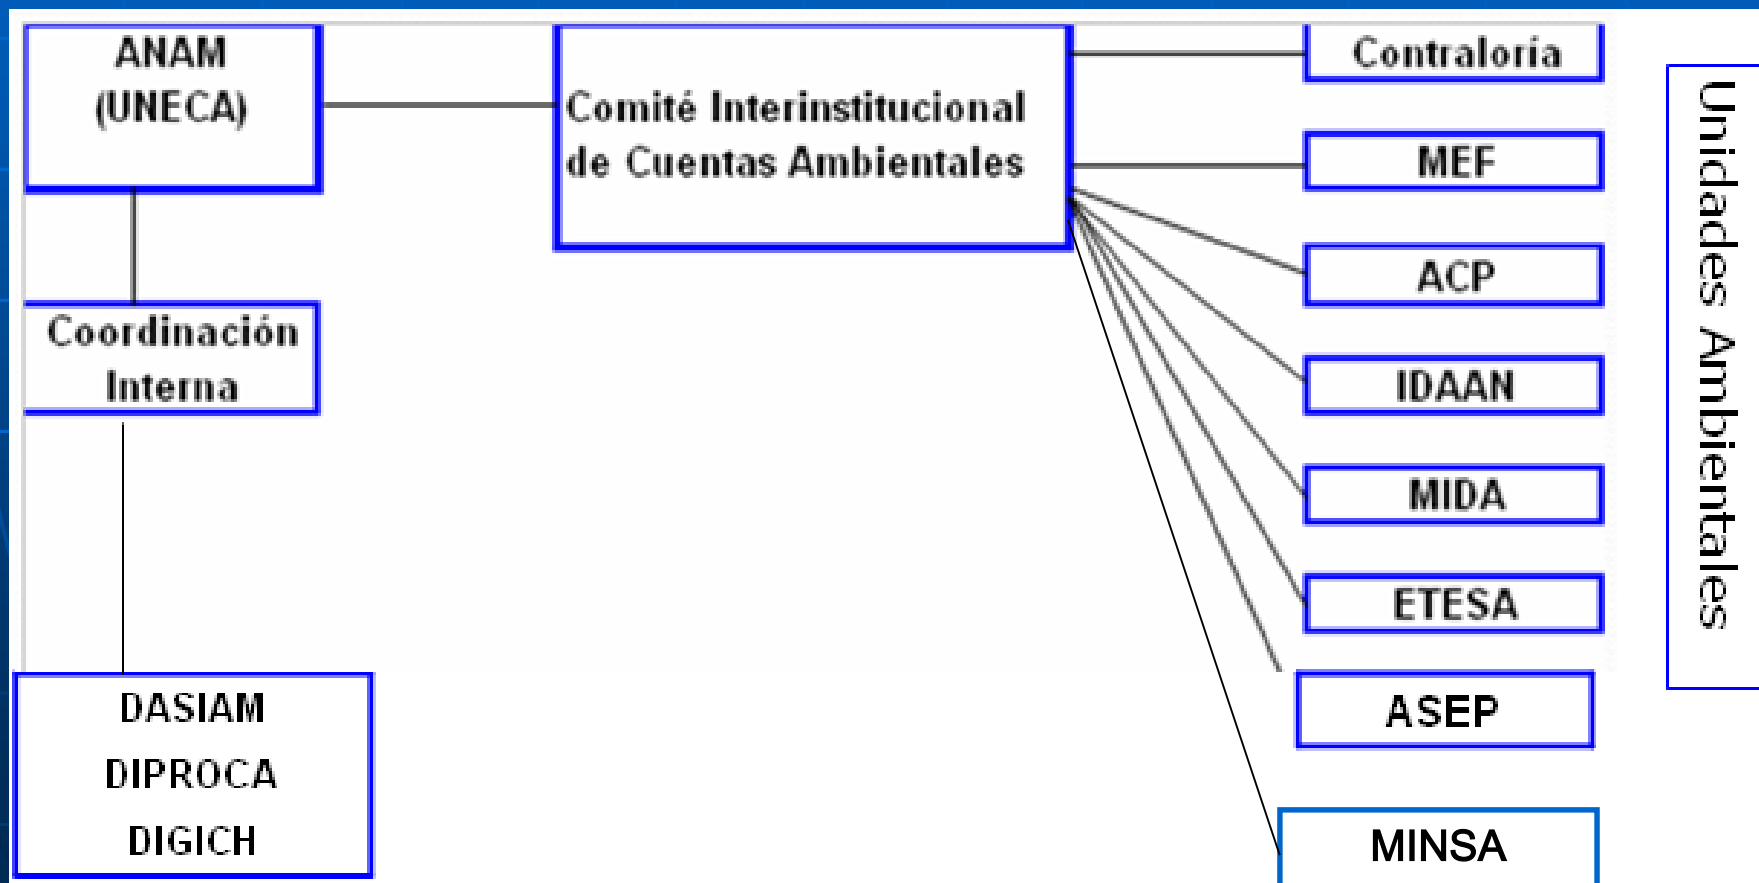 ANAM
(UNECA)
Comité Interinstitucional
de Cuentas Ambientales
Coordinación
Interna
DASIAM
DIPROCA
DIGICH
Contraloría
MEF
ACP
IDAAN
MIDA
ETESA
ASEP
MINSA
Unidades Ambientales